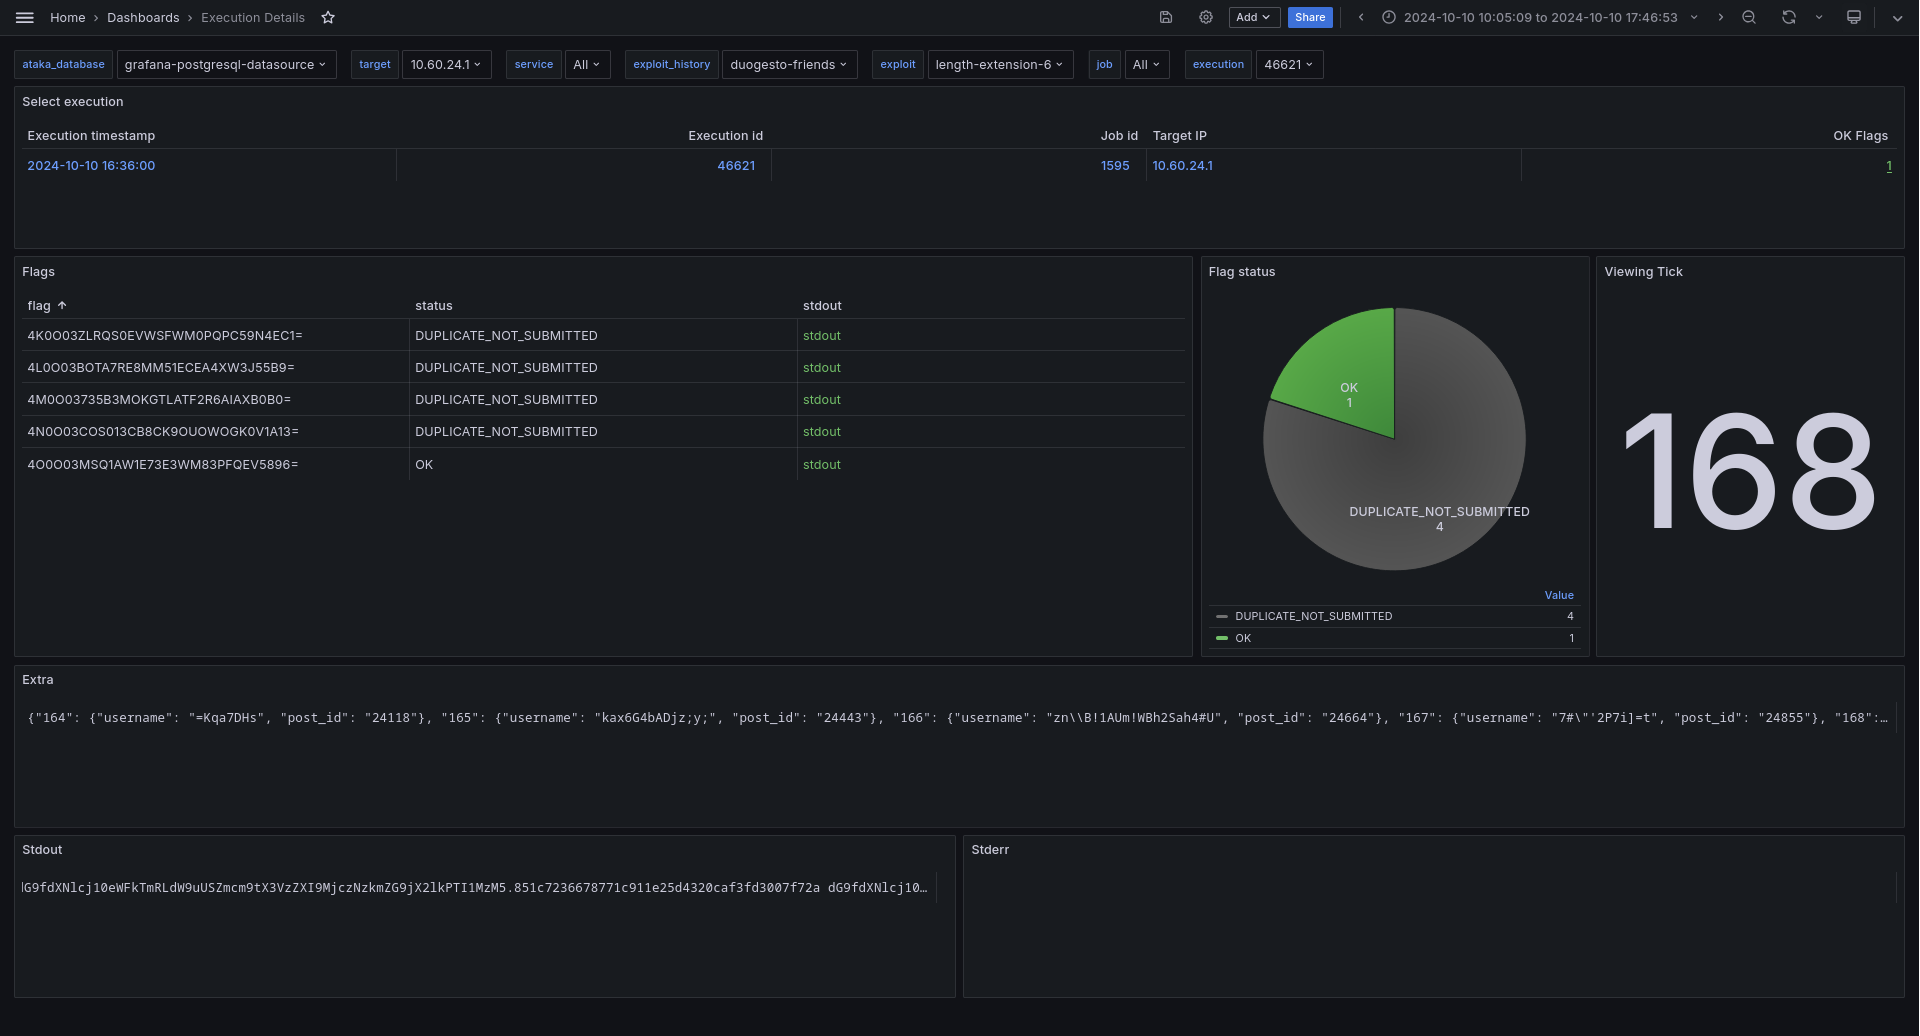 Home › Dashboards › Execution Details Add Share 2024-10-10 10:05:09 to 2024-10-10 17:46:53
ataka_database grafana-postgresql-datasource target 10.60.24.1 service All exploit_history duogesto-friends exploit length-extension-6 job All execution 46621
Select execution
Execution timestamp Execution id Job id Target IP OK Flags
2024-10-10 16:36:00 46621 1595 10.60.24.1 1
Flags
flag status stdout
4K0O03ZLRQS0EVWSFWM0PQPC59N4EC1= DUPLICATE_NOT_SUBMITTED stdout
4L0O03BOTA7RE8MM51ECEA4XW3J55B9= DUPLICATE_NOT_SUBMITTED stdout
4M0O03735B3MOKGTLATF2R6AIAXB0B0= DUPLICATE_NOT_SUBMITTED stdout
4N0O03COS013CB8CK9OUOWOGK0V1A13= DUPLICATE_NOT_SUBMITTED stdout
4O0O03MSQ1AW1E73E3WM83PFQEV5896= OK stdout
Flag status
OK
1
DUPLICATE_NOT_SUBMITTED
4
Value
DUPLICATE_NOT_SUBMITTED 4
OK 1
Viewing Tick
168
Extra
{"164": {"username": "=Kqa7DHs", "post_id": "24118"}, "165": {"username": "kax6G4bADjz;y;", "post_id": "24443"}, "166": {"username": "zn\\B!1AUm!WBh2Sah4#U", "post_id": "24664"}, "167": {"username": "7#\"'2P7i]=t", "post_id": "24855"}, "168":…
Stdout
dG9fdXNlcj10eWFkTmRLdW9uUSZmcm9tX3VzZXI9MjczNzkmZG9jX2lkPTI1MzM5.851c7236678771c911e25d4320caf3fd3007f72a dG9fdXNlcj10…
Stderr